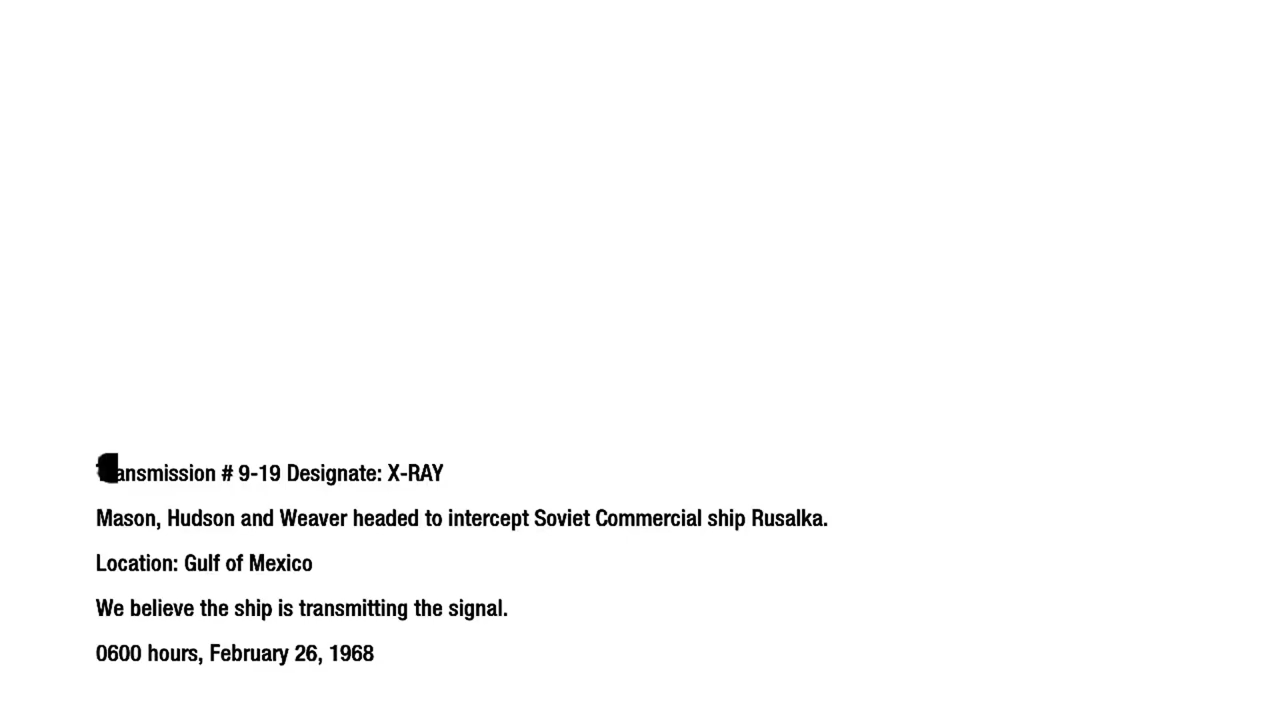 Transmission # 9-19 Designate: X-RAY
Mason, Hudson and Weaver headed to intercept Soviet Commercial ship Rusalka.
Location: Gulf of Mexico
We believe the ship is transmitting the signal.
0600 hours, February 26, 1968